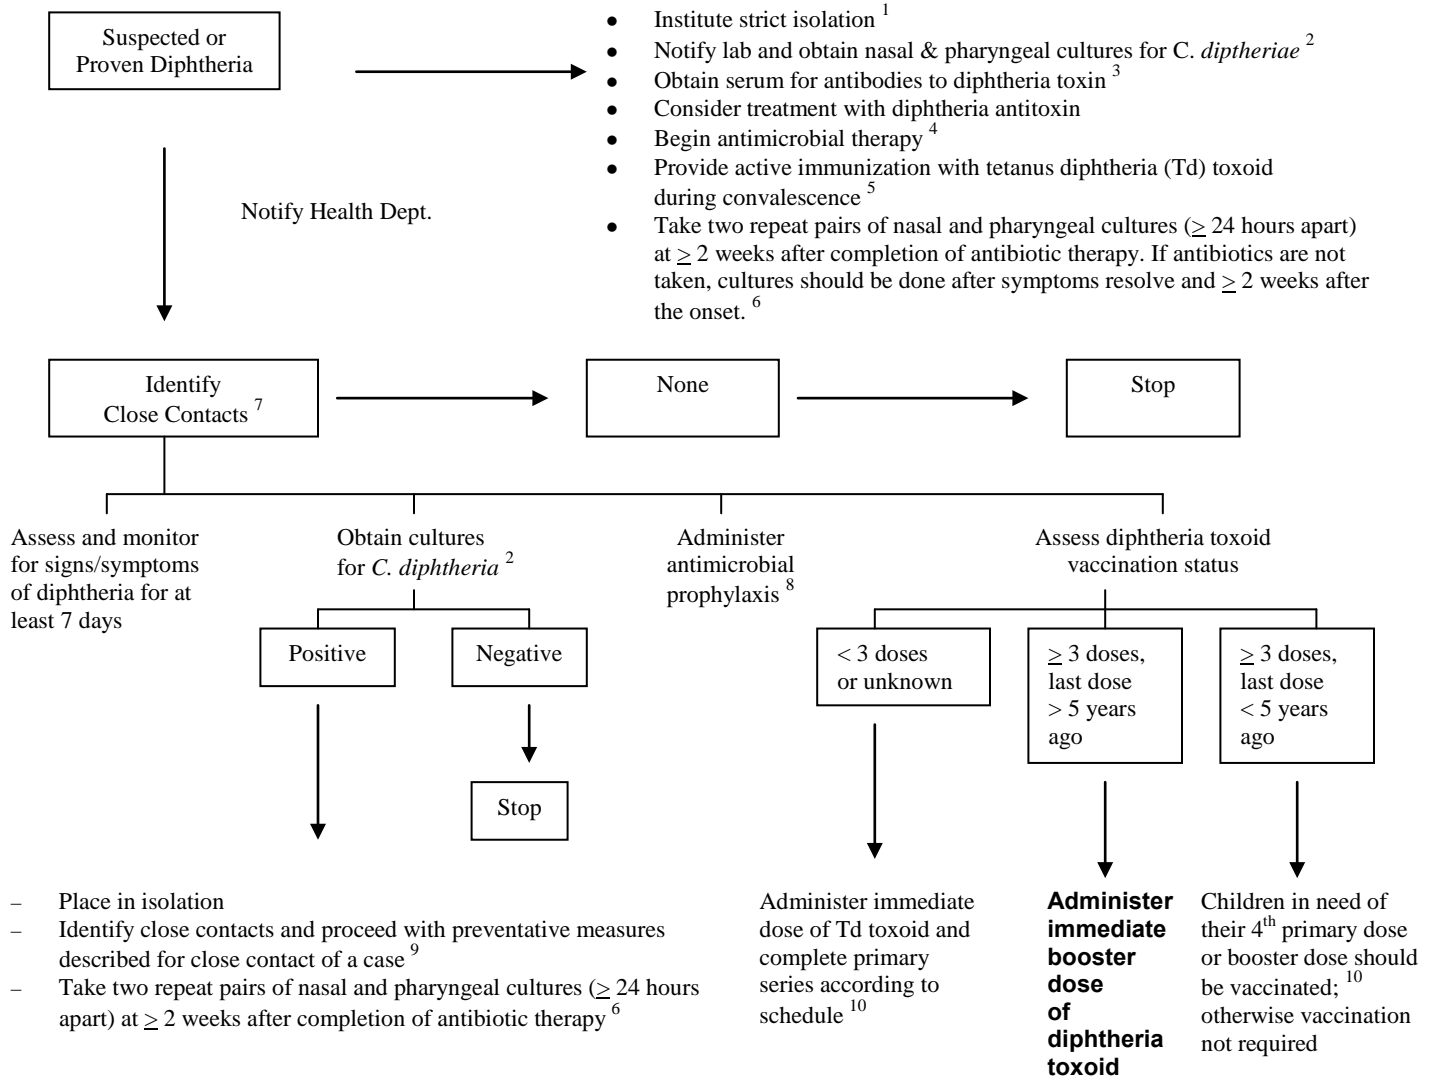 Suspected or
Proven Diphtheria
● Institute strict isolation 1
● Notify lab and obtain nasal & pharyngeal cultures for C. diptheriae 2
● Obtain serum for antibodies to diphtheria toxin 3
● Consider treatment with diphtheria antitoxin
● Begin antimicrobial therapy 4
● Provide active immunization with tetanus diphtheria (Td) toxoid
during convalescence 5
● Take two repeat pairs of nasal and pharyngeal cultures (≥ 24 hours apart)
at ≥ 2 weeks after completion of antibiotic therapy. If antibiotics are not
taken, cultures should be done after symptoms resolve and ≥ 2 weeks after
the onset. 6
Notify Health Dept.
Identify
Close Contacts 7
None
Stop
Assess and monitor
for signs/symptoms
of diphtheria for at
least 7 days
Obtain cultures
for C. diphtheria 2
Positive
Negative
Stop
Administer
antimicrobial
prophylaxis 8
Assess diphtheria toxoid
vaccination status
< 3 doses
or unknown
≥ 3 doses,
last dose
> 5 years
ago
≥ 3 doses,
last dose
< 5 years
ago
– Place in isolation
– Identify close contacts and proceed with preventative measures
described for close contact of a case 9
– Take two repeat pairs of nasal and pharyngeal cultures (≥ 24 hours
apart) at ≥ 2 weeks after completion of antibiotic therapy 6
Administer immediate
dose of Td toxoid and
complete primary
series according to
schedule 10
Administer
immediate
booster
dose
of
diphtheria
toxoid
Children in need of
their 4th primary dose
or booster dose should
be vaccinated; 10
otherwise vaccination
not required